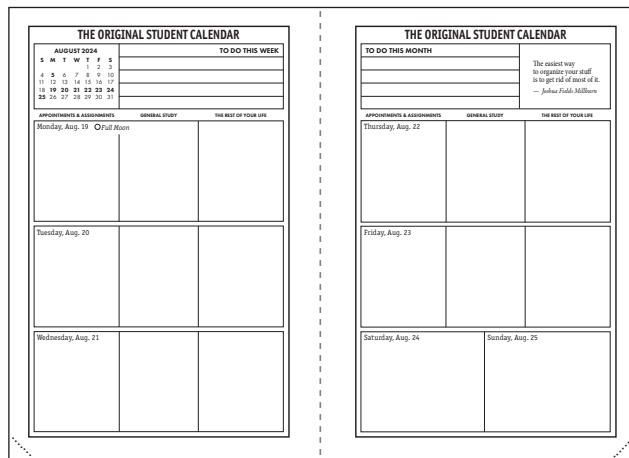 THE ORIGINAL STUDENT CALENDAR
AUGUST 2024
S M T W T F S
1 2 3
4 5 6 7 8 9 10
11 12 13 14 15 16 17
18 19 20 21 22 23 24
25 26 27 28 29 30 31
TO DO THIS WEEK
APPOINTMENTS & ASSIGNMENTS GENERAL STUDY THE REST OF YOUR LIFE
Monday, Aug. 19 Full Moon
Tuesday, Aug. 20
Wednesday, Aug. 21
THE ORIGINAL STUDENT CALENDAR
TO DO THIS MONTH
The easiest way
to organize your stuff
is to get rid of most of it.
— Joshua Fields Millburn
APPOINTMENTS & ASSIGNMENTS GENERAL STUDY THE REST OF YOUR LIFE
Thursday, Aug. 22
Friday, Aug. 23
Saturday, Aug. 24 Sunday, Aug. 25